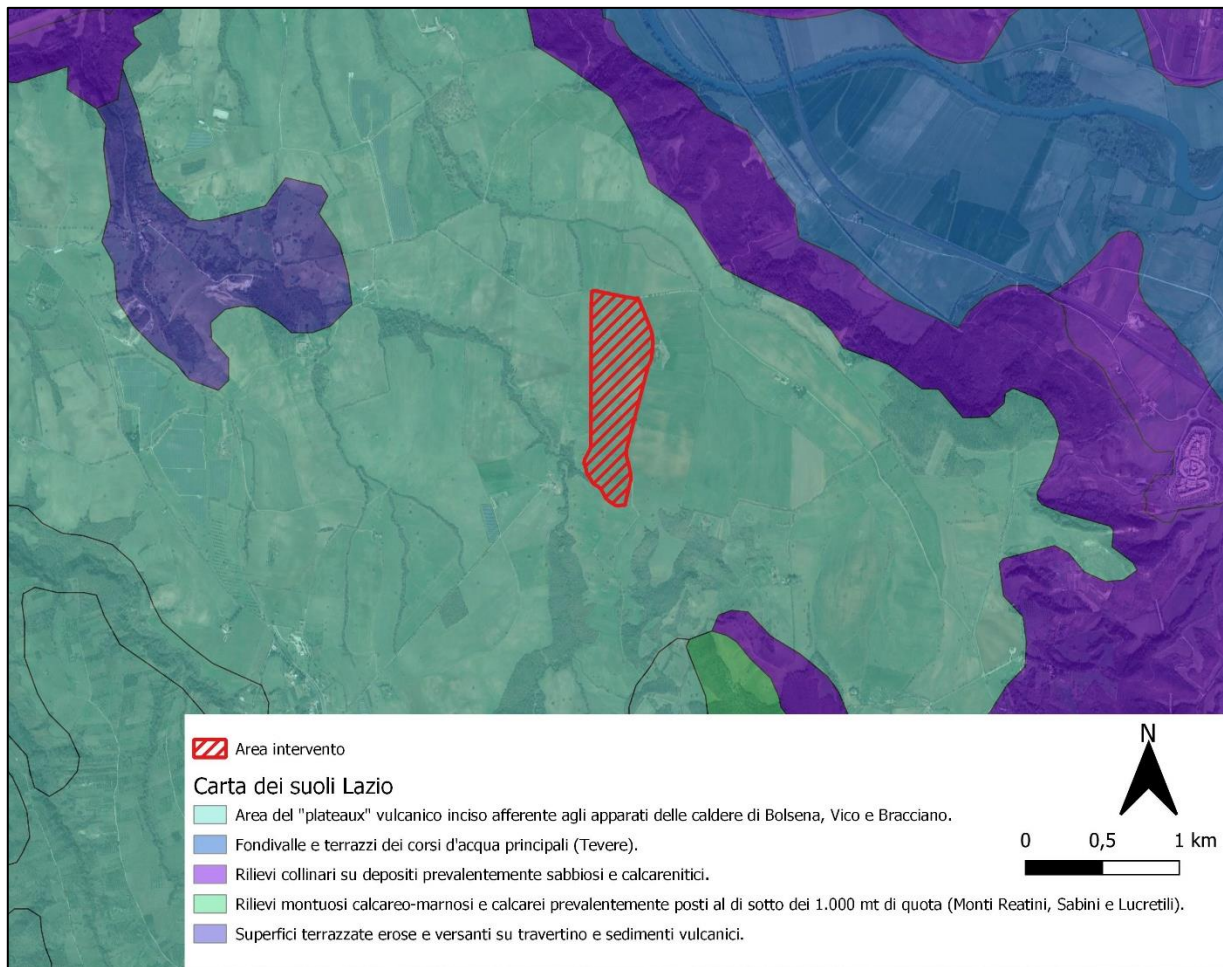 Area intervento
N
Carta dei suoli Lazio
Area del "plateaux" vulcanico inciso afferente agli apparati delle caldere di Bolsena, Vico e Bracciano.
Fondivalle e terrazzi dei corsi d'acqua principali (Tevere).
0 0,5 1 km
Rilievi collinari su depositi prevalentemente sabbiosi e calcarenitici.
Rilievi montuosi calcareo-marnosi e calcarei prevalentemente posti al di sotto dei 1.000 mt di quota (Monti Reatini, Sabini e Lucretili).
Superfici terrazzate erose e versanti su travertino e sedimenti vulcanici.